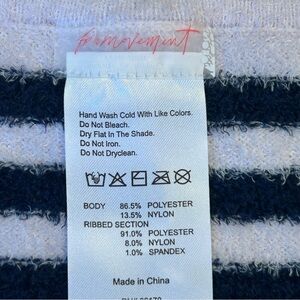 Hand Wash Cold With Like Colors.
Do Not Bleach.
Dry Flat In The Shade.
Do Not Iron.
Do Not Dryclean.
BODY 86.5% POLYESTER
13.5% NYLON
RIBBED SECTION
91.0% POLYESTER
8.0% NYLON
1.0% SPANDEX
Made in China